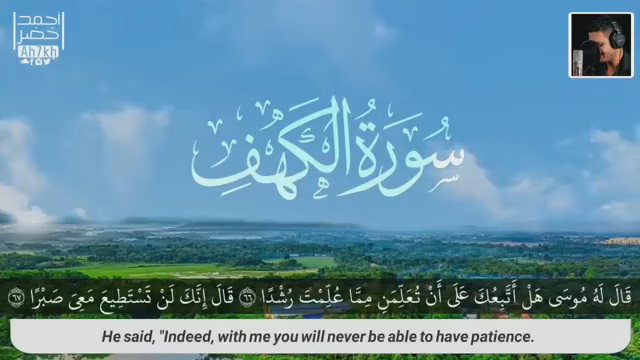 أحمد
خضر
Ah7kh
سُورَةُ الكَهْفِ
قَالَ لَهُ مُوسَى هَلْ أَتَّبِعُكَ عَلَى أَنْ تُعَلِّمَنِ مِمَّا عُلِّمْتَ رُشْدًا ٦٦ قَالَ إِنَّكَ لَنْ تَسْتَطِيعَ مَعِيَ صَبْرًا ٦٧
He said, "Indeed, with me you will never be able to have patience.